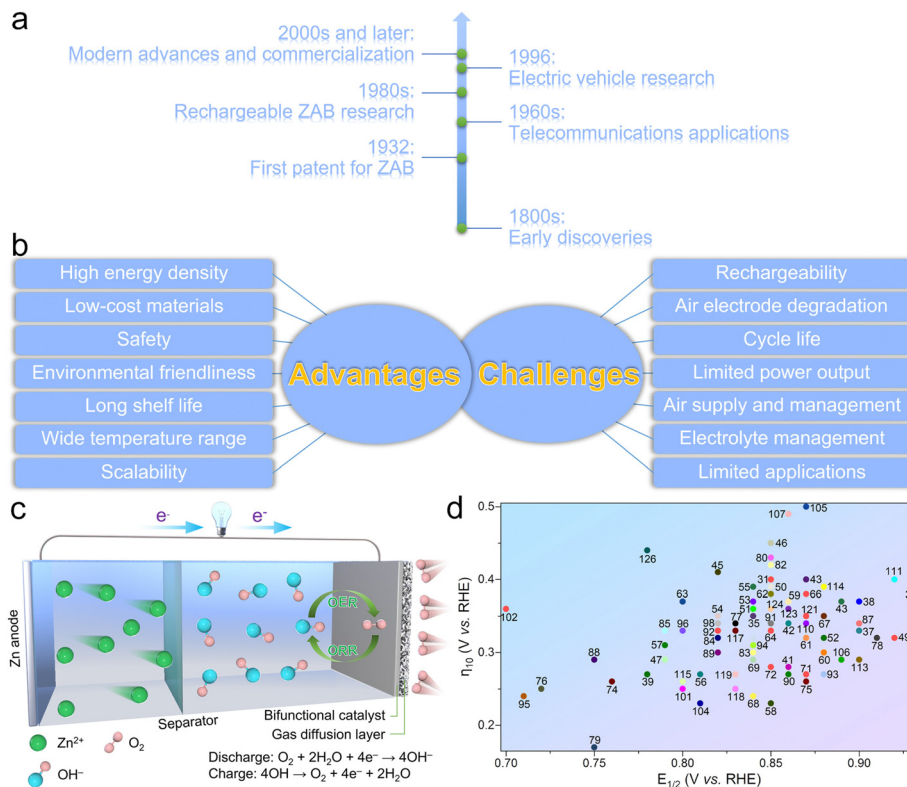 a
2000s and later:
Modern advances and commercialization
1996:
Electric vehicle research
1980s:
Rechargeable ZAB research
1960s:
Telecommunications applications
1932:
First patent for ZAB
1800s:
Early discoveries
b
High energy density
Low-cost materials
Safety
Environmental friendliness
Long shelf life
Wide temperature range
Scalability
Advantages
Challenges
Rechargeability
Air electrode degradation
Cycle life
Limited power output
Air supply and management
Electrolyte management
Limited applications
c
e⁻
e⁻
Zn anode
OER
ORR
Separator
Bifunctional catalyst
Gas diffusion layer
Zn²⁺
O₂
OH⁻
Discharge: O₂ + 2H₂O + 4e⁻ → 4OH⁻
Charge: 4OH → O₂ + 4e⁻ + 2H₂O
d
η₁₀ (V vs. RHE)
0.5
0.4
0.3
0.2
0.70
0.75
0.80
0.85
0.90
E₁/₂ (V vs. RHE)
105
107
46
126
80
82
45
31
43
111
55
50
114
63
53
62
59
66
43
38
102
54
51
124
123
121
67
87
85
96
98
77
35
91
42
110
37
92
84
117
64
61
52
78
49
57
89
94
88
47
83
69
72
41
71
60
106
113
76
74
39
115
56
119
90
75
93
95
101
104
118
68
58
79